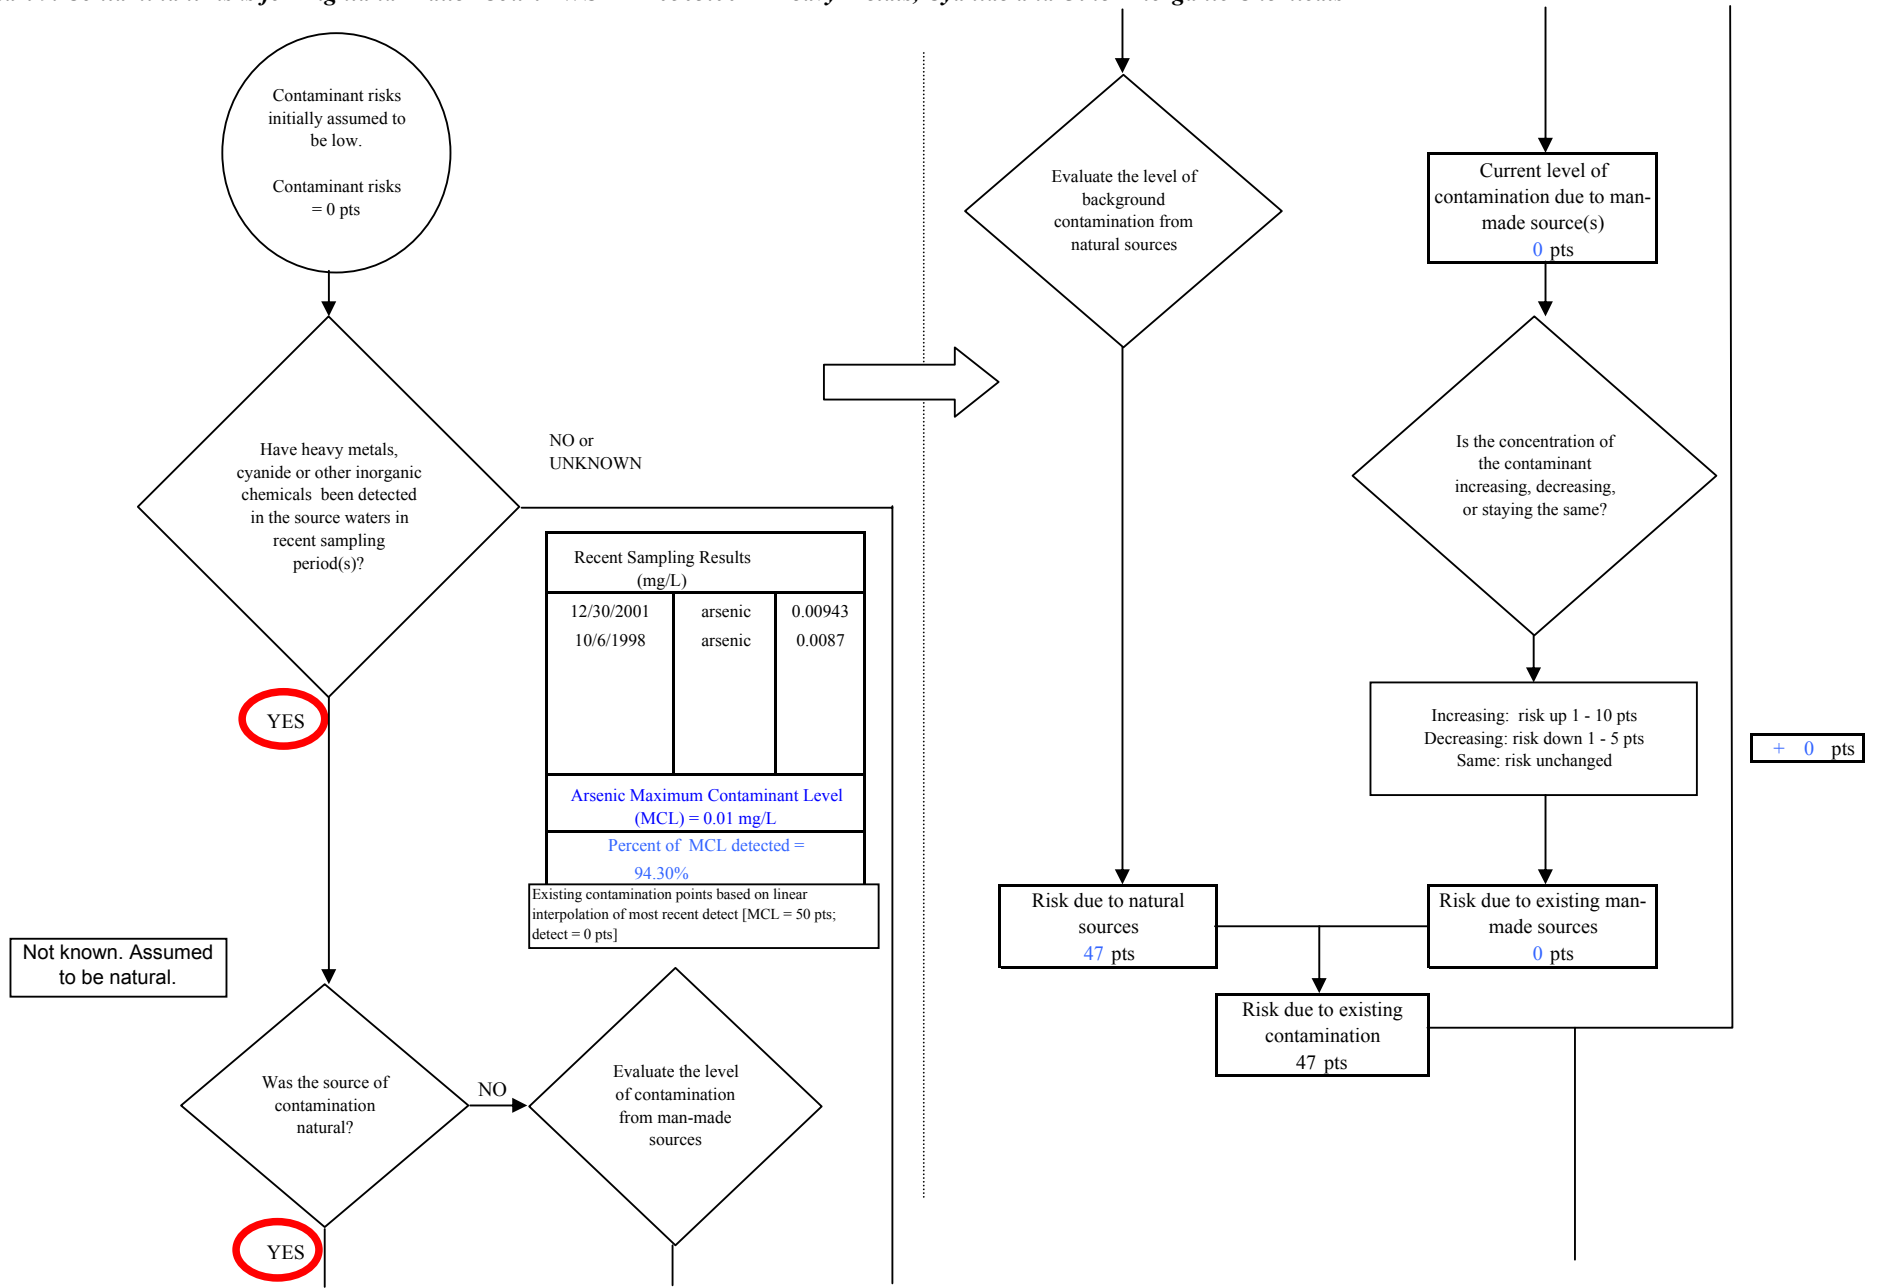 Contaminant risks
initially assumed to
be low.
Contaminant risks
= 0 pts
Have heavy metals,
cyanide or other inorganic
chemicals been detected
in the source waters in
recent sampling
period(s)?
NO or
UNKNOWN
YES
Recent Sampling Results
(mg/L)
12/30/2001 arsenic 0.00943
10/6/1998 arsenic 0.0087
Arsenic Maximum Contaminant Level
(MCL) = 0.01 mg/L
Percent of MCL detected =
94.30%
Existing contamination points based on linear
interpolation of most recent detect [MCL = 50 pts;
detect = 0 pts]
Not known. Assumed
to be natural.
Was the source of
contamination
natural?
NO
YES
Evaluate the level
of contamination
from man-made
sources
Evaluate the level of
background
contamination from
natural sources
Current level of
contamination due to man-
made source(s)
0 pts
Is the concentration of
the contaminant
increasing, decreasing,
or staying the same?
Increasing: risk up 1 - 10 pts
Decreasing: risk down 1 - 5 pts
Same: risk unchanged
+ 0 pts
Risk due to natural
sources
47 pts
Risk due to existing man-
made sources
0 pts
Risk due to existing
contamination
47 pts